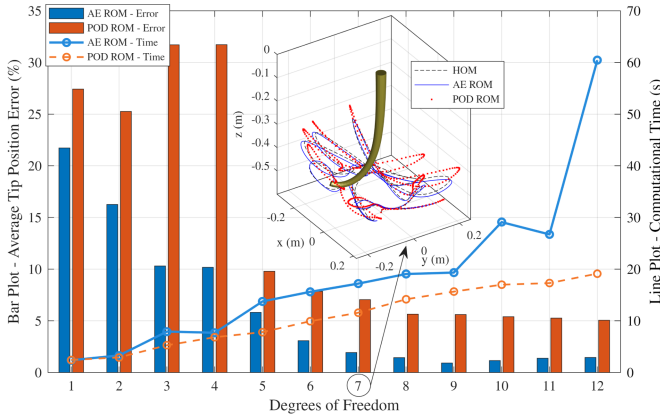 AE ROM - Error
POD ROM - Error
AE ROM - Time
POD ROM - Time
HOM
AE ROM
POD ROM
z (m)
0
-0.1
-0.2
-0.3
-0.4
-0.5
x (m)
-0.2
0
0.2
y (m)
-0.2
0
0.2
Bar Plot - Average Tip Position Error (%)
35
30
25
20
15
10
5
0
Line Plot - Computational Time (s)
70
60
50
40
30
20
10
0
1 2 3 4 5 6 7 8 9 10 11 12
Degrees of Freedom